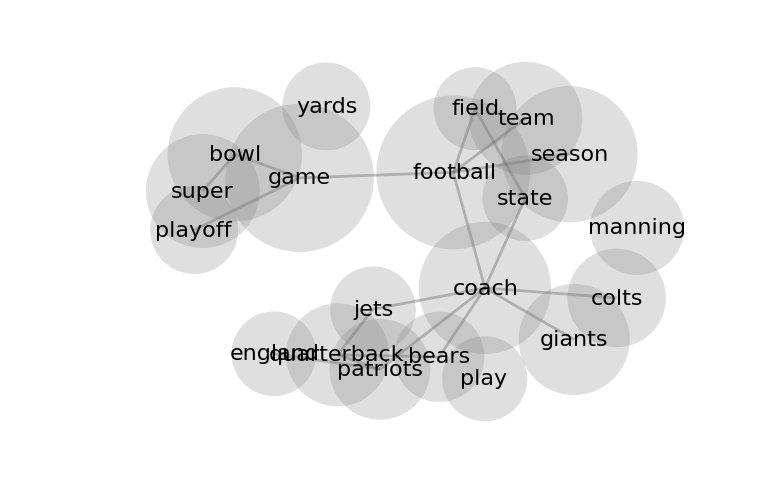 yards
field
team
bowl
season
football
game
super
state
playoff
manning
coach
colts
jets
giants
england
quarterback
bears
patriots
play